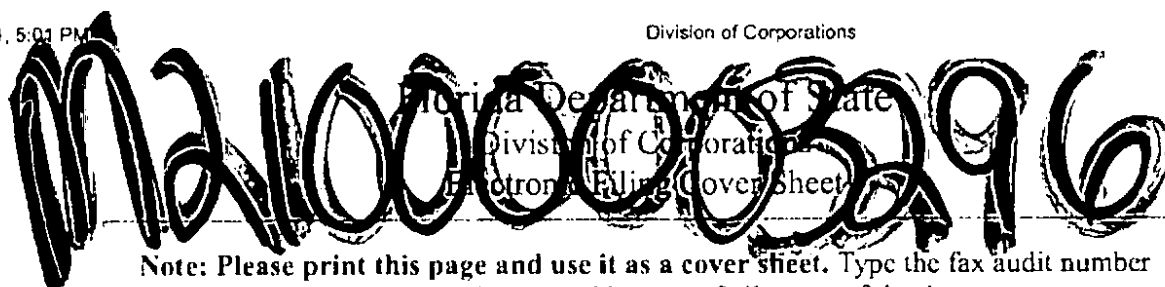 , 5:01 PM Division of Corporations
M21000003296
Florida Department of State
Division of Corporations
Electronic Filing Cover Sheet
Note: Please print this page and use it as a cover sheet. Type the fax audit number